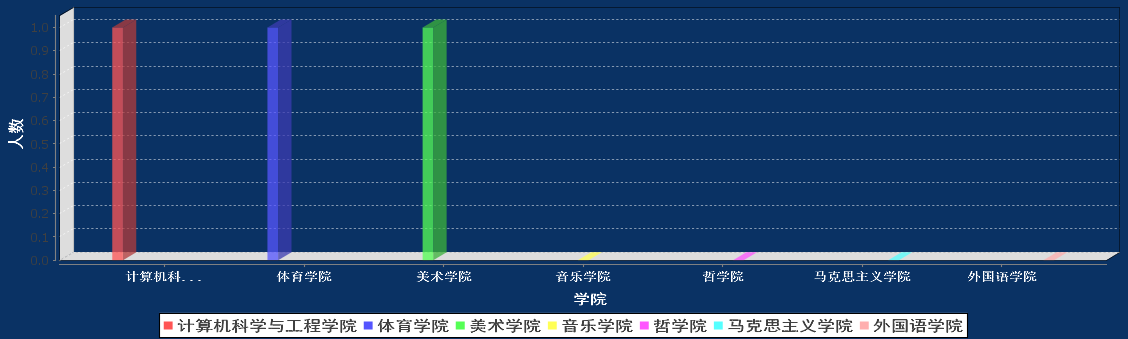 1.0
0.9
0.8
0.7
0.6
0.5
0.4
0.3
0.2
0.1
0.0
人数
计算机科...
体育学院
美术学院
音乐学院
哲学院
马克思主义学院
外国语学院
学院
计算机科学与工程学院 体育学院 美术学院 音乐学院 哲学院 马克思主义学院 外国语学院